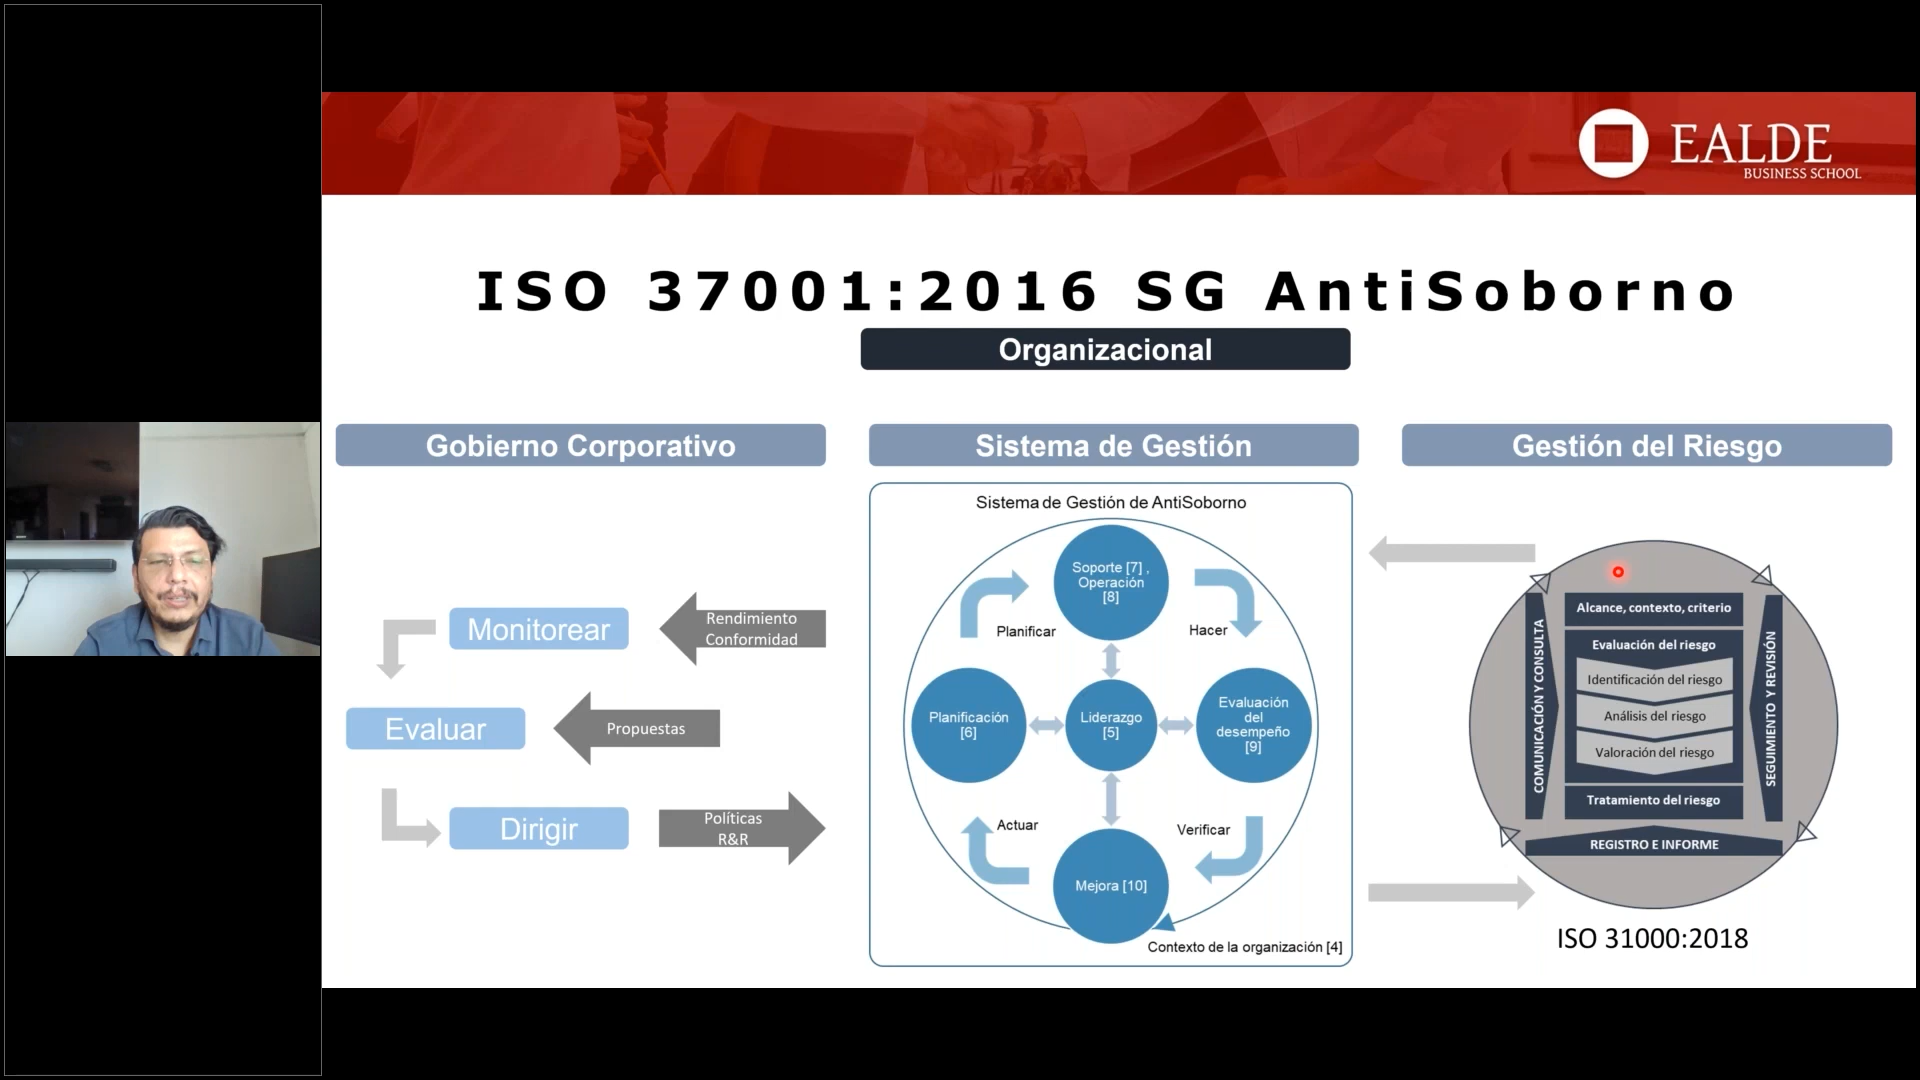 EALDE
BUSINESS SCHOOL
ISO 37001:2016 SG AntiSoborno
Organizacional
Gobierno Corporativo
Sistema de Gestión
Gestión del Riesgo
Monitorear
Rendimiento
Conformidad
Evaluar
Propuestas
Dirigir
Políticas
R&R
Sistema de Gestión de AntiSoborno
Soporte [7] ,
Operación
[8]
Planificar
Hacer
Planificación
[6]
Liderazgo
[5]
Evaluación
del
desempeño
[9]
Actuar
Verificar
Mejora [10]
Contexto de la organización [4]
Alcance, contexto, criterio
Evaluación del riesgo
Identificación del riesgo
Análisis del riesgo
Valoración del riesgo
Tratamiento del riesgo
COMUNICACIÓN Y CONSULTA
SEGUIMIENTO Y REVISIÓN
REGISTRO E INFORME
ISO 31000:2018